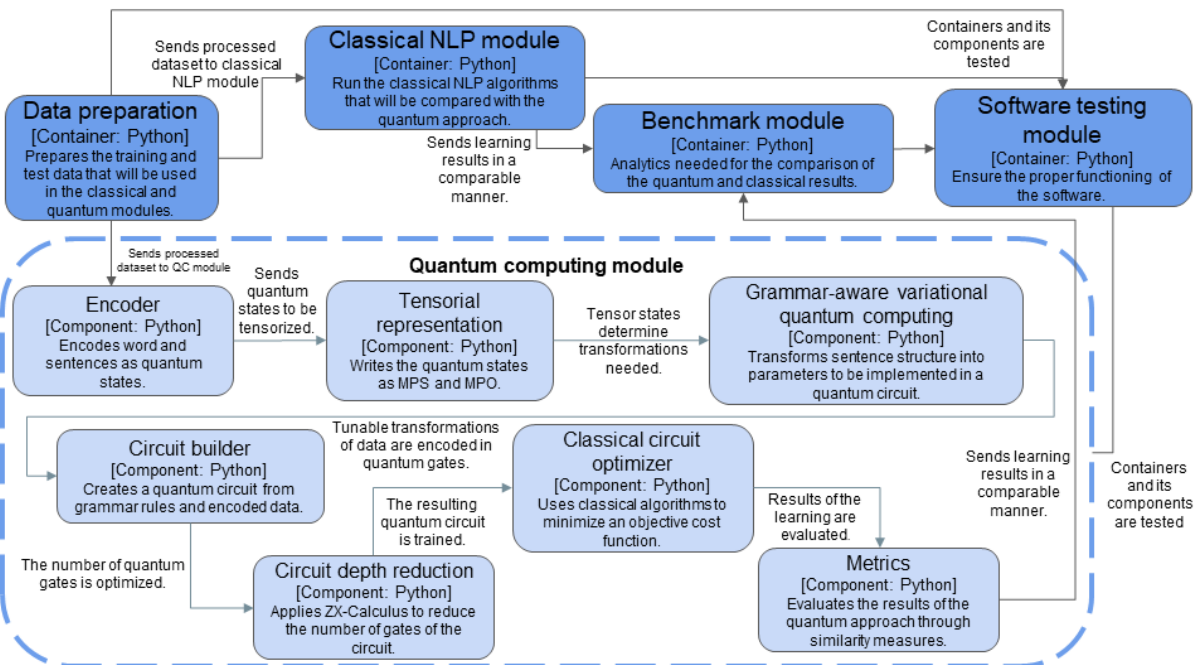 Classical NLP module
[Container: Python]
Run the classical NLP algorithms
that will be compared with the
quantum approach.
Sends processed
dataset to classical
NLP module
Containers and its
components are
tested
Data preparation
[Container: Python]
Prepares the training and
test data that will be used
in the classical and
quantum modules.
Sends learning
results in a
comparable
manner.
Benchmark module
[Container: Python]
Analytics needed for the comparison of
the quantum and classical results.
Software testing
module
[Container: Python]
Ensure the proper functioning of
the software.
Sends processed
dataset to QC module
Quantum computing module
Encoder
[Component: Python]
Encodes word and
sentences as quantum
states.
Sends
quantum
states to be
tensorized.
Tensorial
representation
[Component: Python]
Writes the quantum states
as MPS and MPO.
Tensor states
determine
transformations
needed.
Grammar-aware variational
quantum computing
[Component: Python]
Transforms sentence structure into
parameters to be implemented in a
quantum circuit.
Tunable transformations
of data are encoded in
quantum gates.
Circuit builder
[Component: Python]
Creates a quantum circuit from
grammar rules and encoded data.
The resulting
quantum circuit
is trained.
Classical circuit
optimizer
[Component: Python]
Uses classical algorithms to
minimize an objective cost
function.
Results of the
learning are
evaluated.
Sends learning
results in a
comparable
manner.
Containers
and its
components
are tested
The number of quantum
gates is optimized.
Circuit depth reduction
[Component: Python]
Applies ZX-Calculus to reduce
the number of gates of the
circuit.
Metrics
[Component: Python]
Evaluates the results of the
quantum approach through
similarity measures.